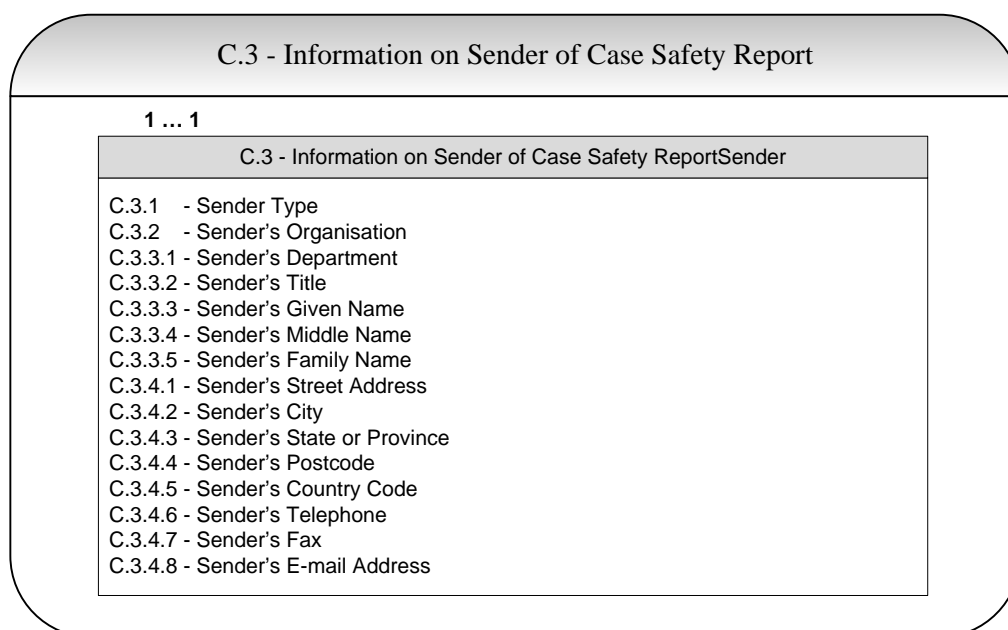 C.3 - Information on Sender of Case Safety Report
1 … 1
C.3 - Information on Sender of Case Safety ReportSender
C.3.1 - Sender Type
C.3.2 - Sender’s Organisation
C.3.3.1 - Sender’s Department
C.3.3.2 - Sender’s Title
C.3.3.3 - Sender’s Given Name
C.3.3.4 - Sender’s Middle Name
C.3.3.5 - Sender’s Family Name
C.3.4.1 - Sender’s Street Address
C.3.4.2 - Sender’s City
C.3.4.3 - Sender’s State or Province
C.3.4.4 - Sender’s Postcode
C.3.4.5 - Sender’s Country Code
C.3.4.6 - Sender’s Telephone
C.3.4.7 - Sender’s Fax
C.3.4.8 - Sender’s E-mail Address